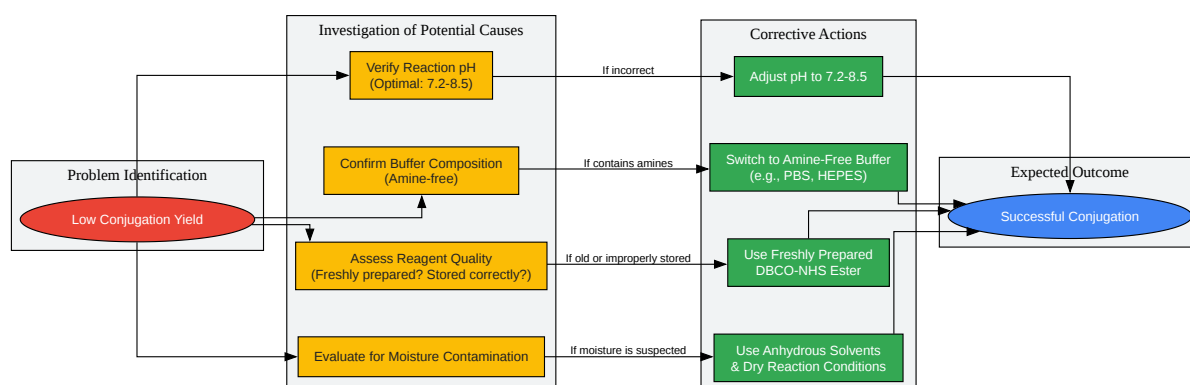 Problem Identification
Low Conjugation Yield
Investigation of Potential Causes
Verify Reaction pH
(Optimal: 7.2-8.5)
Confirm Buffer Composition
(Amine-free)
Assess Reagent Quality
(Freshly prepared? Stored correctly?)
Evaluate for Moisture Contamination
If incorrect
If contains amines
If old or improperly stored
If moisture is suspected
Corrective Actions
Adjust pH to 7.2-8.5
Switch to Amine-Free Buffer
(e.g., PBS, HEPES)
Use Freshly Prepared
DBCO-NHS Ester
Use Anhydrous Solvents
& Dry Reaction Conditions
Expected Outcome
Successful Conjugation